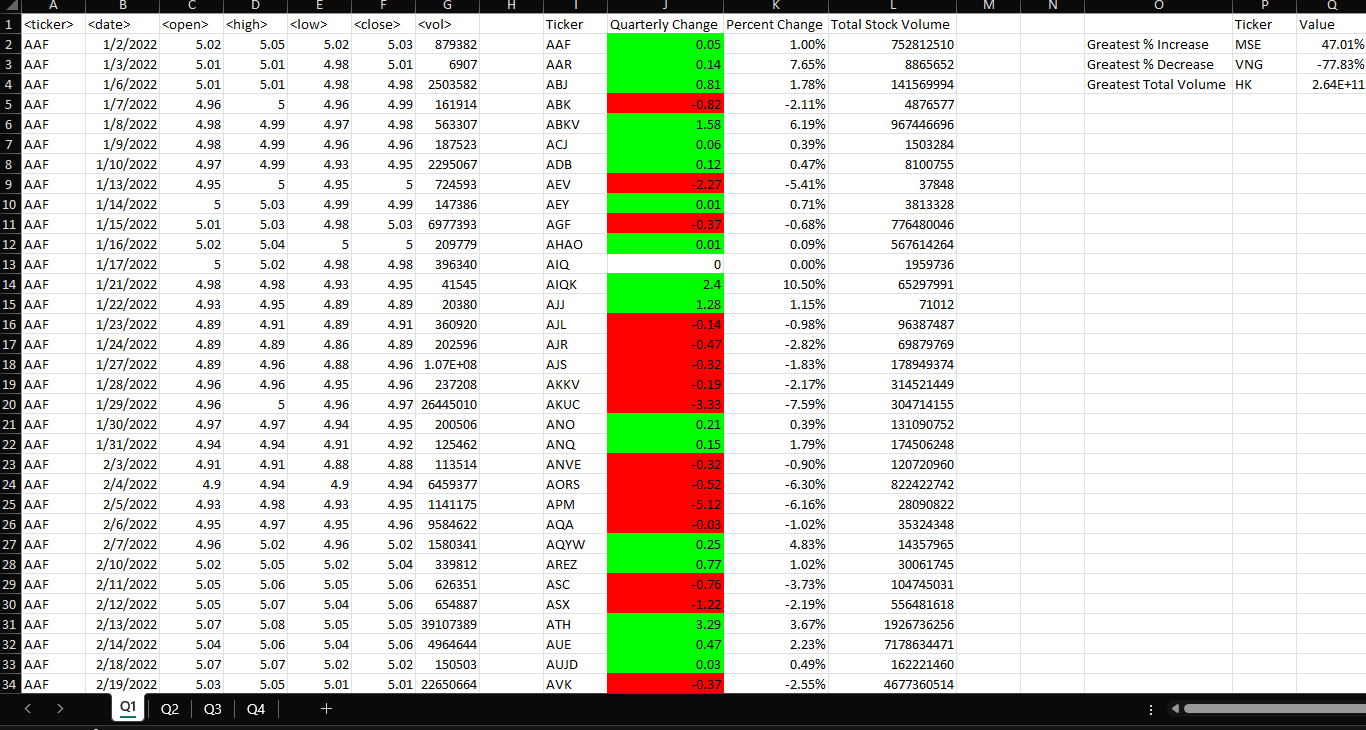 A B C D E F G H I J K L M N O P Q
1 <ticker> <date> <open> <high> <low> <close> <vol> Ticker Quarterly Change Percent Change Total Stock Volume Ticker Value
2 AAF 1/2/2022 5.02 5.05 5.02 5.03 879382 AAF 0.05 1.00% 752812510 Greatest % Increase MSE 47.01%
3 AAF 1/3/2022 5.01 5.01 4.98 5.01 6907 AAR 0.14 7.65% 8865652 Greatest % Decrease VNG -77.83%
4 AAF 1/6/2022 5.01 5.01 4.98 4.98 2503582 ABJ 0.81 1.78% 141569994 Greatest Total Volume HK 2.64E+11
5 AAF 1/7/2022 4.96 5 4.96 4.99 161914 ABK -0.82 -2.11% 4876577
6 AAF 1/8/2022 4.98 4.99 4.97 4.98 563307 ABKV 1.58 6.19% 967446696
7 AAF 1/9/2022 4.98 4.99 4.96 4.96 187523 ACJ 0.06 0.39% 1503284
8 AAF 1/10/2022 4.97 4.99 4.93 4.95 2295067 ADB 0.12 0.47% 8100755
9 AAF 1/13/2022 4.95 5 4.95 5 724593 AEV -2.27 -5.41% 37848
10 AAF 1/14/2022 5 5.03 4.99 4.99 147386 AEY 0.01 0.71% 3813328
11 AAF 1/15/2022 5.01 5.03 4.98 5.03 6977393 AGF -0.37 -0.68% 776480046
12 AAF 1/16/2022 5.02 5.04 5 5 209779 AHAO 0.01 0.09% 567614264
13 AAF 1/17/2022 5 5.02 4.98 4.98 396340 AIQ 0 0.00% 1959736
14 AAF 1/21/2022 4.98 4.98 4.93 4.95 41545 AIQK 2.4 10.50% 65297991
15 AAF 1/22/2022 4.93 4.95 4.89 4.89 20380 AJJ 1.28 1.15% 71012
16 AAF 1/23/2022 4.89 4.91 4.89 4.91 360920 AJL -0.14 -0.98% 96387487
17 AAF 1/24/2022 4.89 4.89 4.86 4.89 202596 AJR -0.47 -2.82% 69879769
18 AAF 1/27/2022 4.89 4.96 4.88 4.96 1.07E+08 AJS -0.32 -1.83% 178949374
19 AAF 1/28/2022 4.96 4.96 4.95 4.96 237208 AKKV -0.19 -2.17% 314521449
20 AAF 1/29/2022 4.96 5 4.96 4.97 26445010 AKUC -3.33 -7.59% 304714155
21 AAF 1/30/2022 4.97 4.97 4.94 4.95 200506 ANO 0.21 0.39% 131090752
22 AAF 1/31/2022 4.94 4.94 4.91 4.92 125462 ANQ 0.15 1.79% 174506248
23 AAF 2/3/2022 4.91 4.91 4.88 4.88 113514 ANVE -0.32 -0.90% 120720960
24 AAF 2/4/2022 4.9 4.94 4.9 4.94 6459377 AORS -0.52 -6.30% 822422742
25 AAF 2/5/2022 4.93 4.98 4.93 4.95 1141175 APM -5.12 -6.16% 28090822
26 AAF 2/6/2022 4.95 4.97 4.95 4.96 9584622 AQA -0.03 -1.02% 35324348
27 AAF 2/7/2022 4.96 5.02 4.96 5.02 1580341 AQYW 0.25 4.83% 14357965
28 AAF 2/10/2022 5.02 5.05 5.02 5.04 339812 AREZ 0.77 1.02% 30061745
29 AAF 2/11/2022 5.05 5.06 5.05 5.06 626351 ASC -0.76 -3.73% 104745031
30 AAF 2/12/2022 5.05 5.07 5.04 5.06 654887 ASX -1.22 -2.19% 556481618
31 AAF 2/13/2022 5.07 5.08 5.05 5.05 39107389 ATH 3.29 3.67% 1926736256
32 AAF 2/14/2022 5.04 5.06 5.04 5.06 4964644 AUE 0.47 2.23% 7178634471
33 AAF 2/18/2022 5.07 5.07 5.02 5.02 150503 AUJD 0.03 0.49% 162221460
34 AAF 2/19/2022 5.03 5.05 5.01 5.01 22650664 AVK -0.37 -2.55% 4677360514
Q1 Q2 Q3 Q4